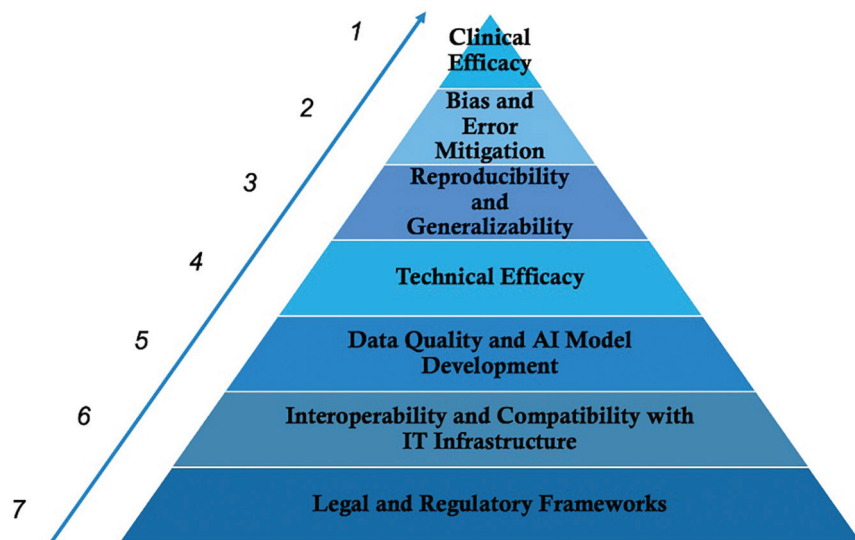 1
Clinical
Efficacy
2
Bias and
Error
Mitigation
3
Reproducibility
and
Generalizability
4
Technical Efficacy
5
Data Quality and AI Model
Development
6
Interoperability and Compatibility with
IT Infrastructure
7
Legal and Regulatory Frameworks